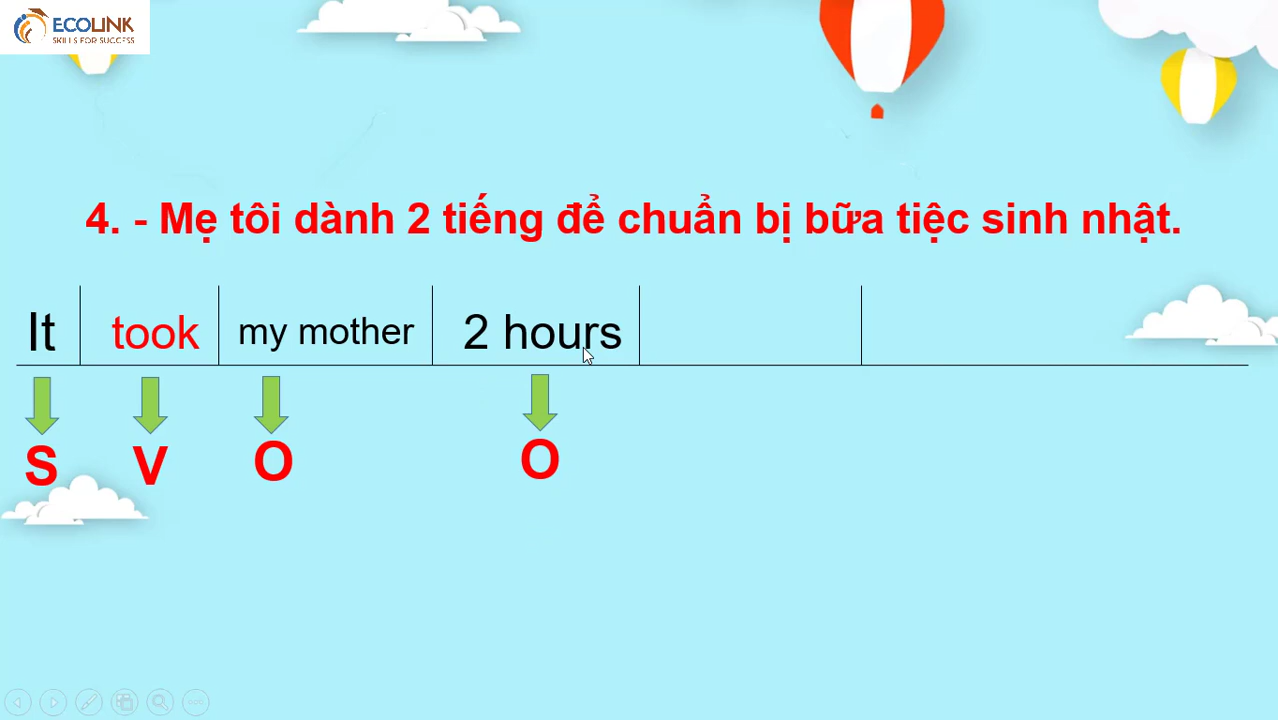 ECOLINK
SKILLS FOR SUCCESS
4. - Mẹ tôi dành 2 tiếng để chuẩn bị bữa tiệc sinh nhật.
It took my mother 2 hours
S V O O